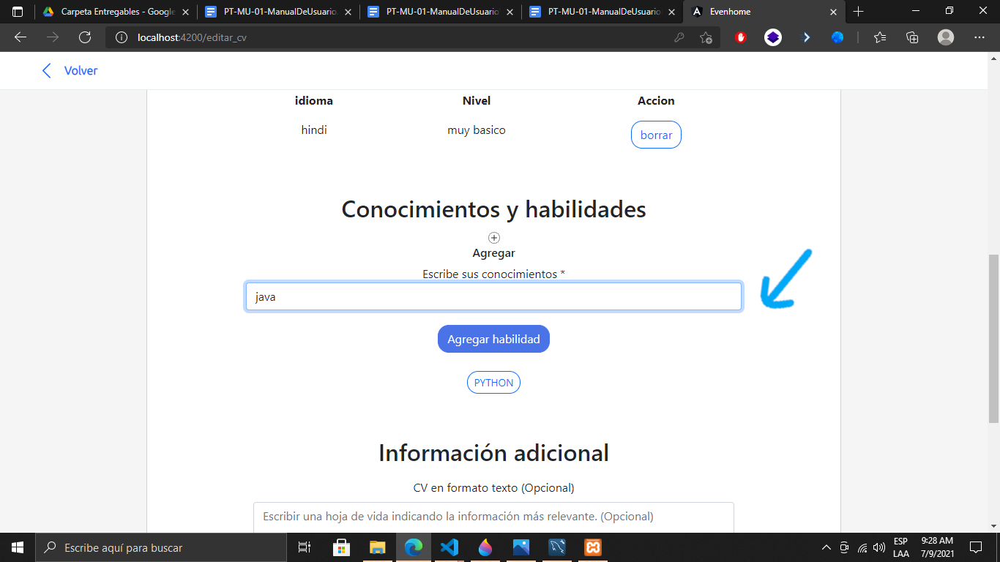 Carpeta Entregables - Google
PT-MU-01-ManualDeUsuario
PT-MU-01-ManualDeUsuario
PT-MU-01-ManualDeUsuario
Evenhome
localhost:4200/editar_cv
Volver
idioma Nivel Accion
hindi muy basico borrar
Conocimientos y habilidades
Agregar
Escribe sus conocimientos *
java
Agregar habilidad
PYTHON
Información adicional
CV en formato texto (Opcional)
Escribir una hoja de vida indicando la información más relevante. (Opcional)
Escribe aquí para buscar
ESP
LAA
9:28 AM
7/9/2021